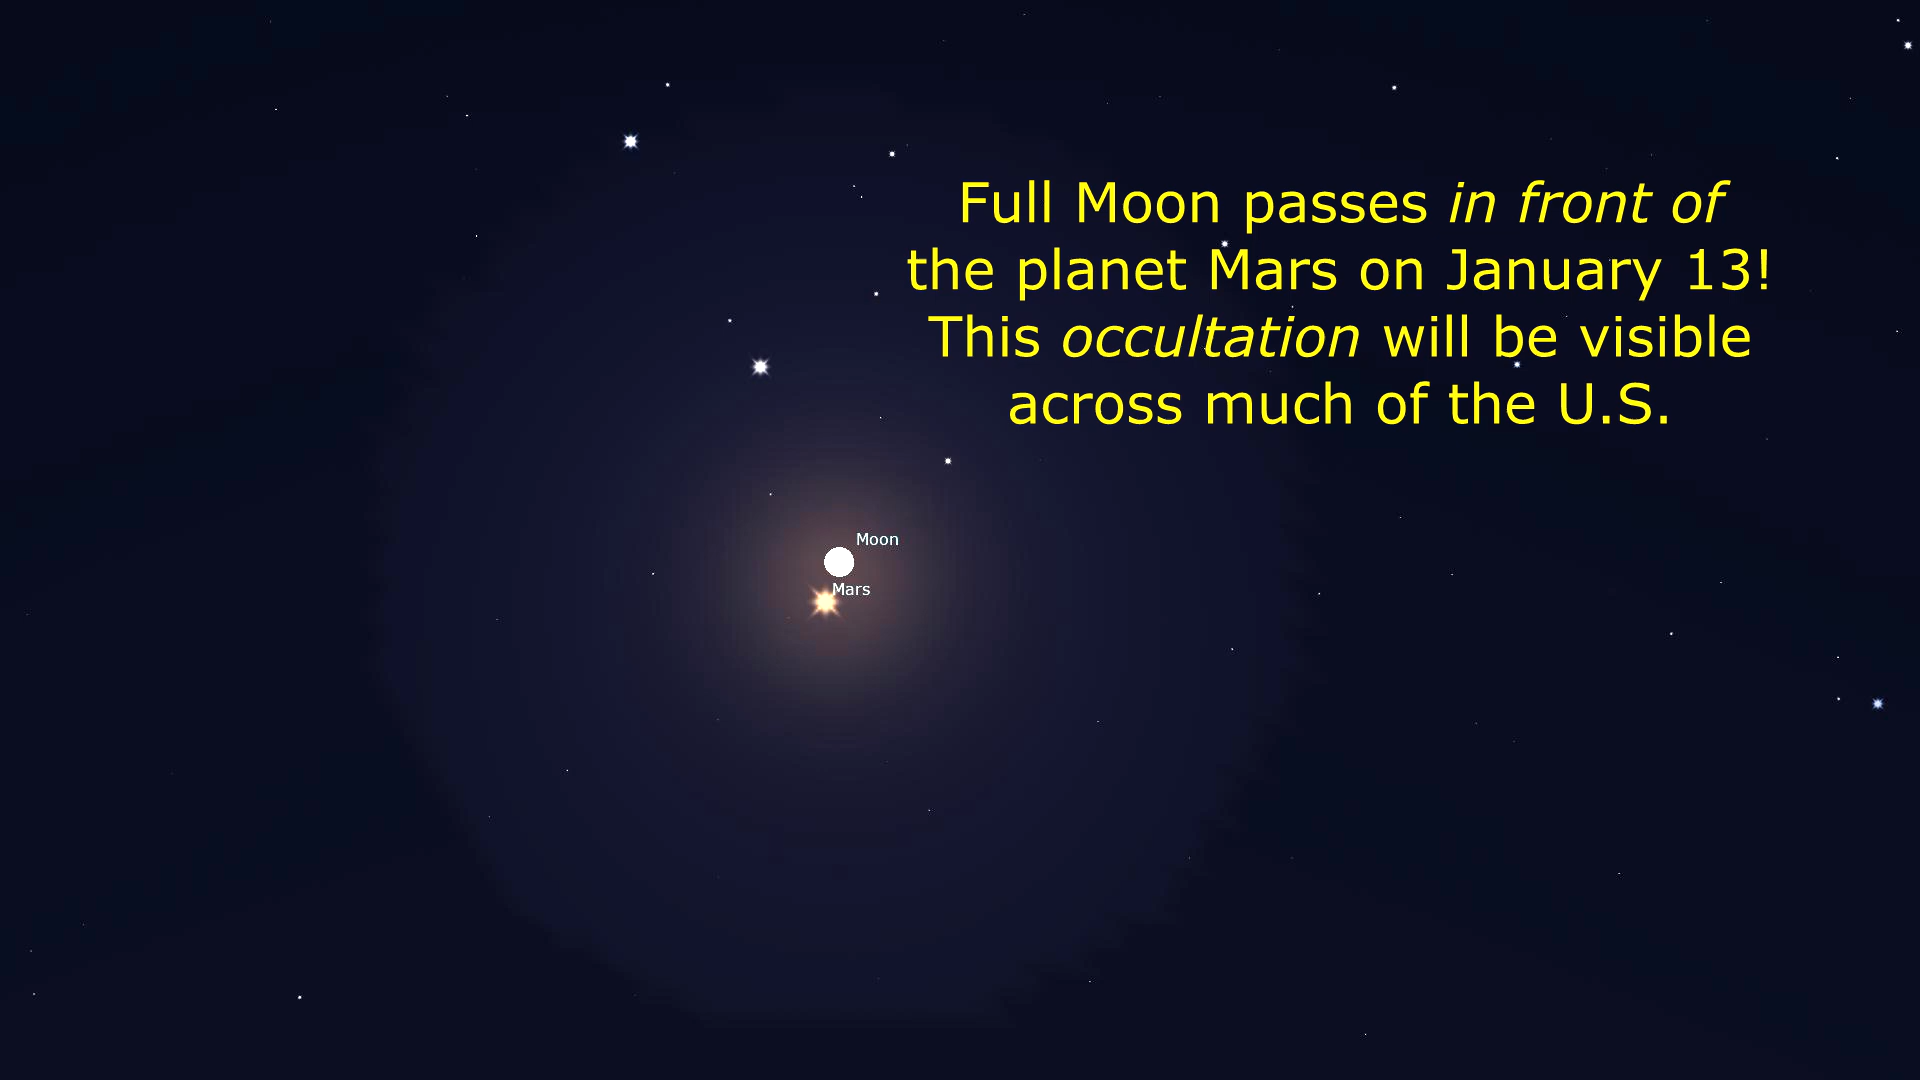 Full Moon passes in front of
the planet Mars on January 13!
This occultation will be visible
across much of the U.S.
Moon
Mars